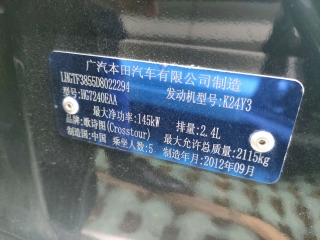 广汽本田汽车有限公司制造
LHGTF3855D8022294
型号:HG7240EAA 发动机型号:K24Y3
最大净功率:145kW 排量:2.4L
品牌:歌诗图(Crosstour) 最大允许总质量:2115kg
制造国:中国 乘坐人数:5 制造年月:2012年09月